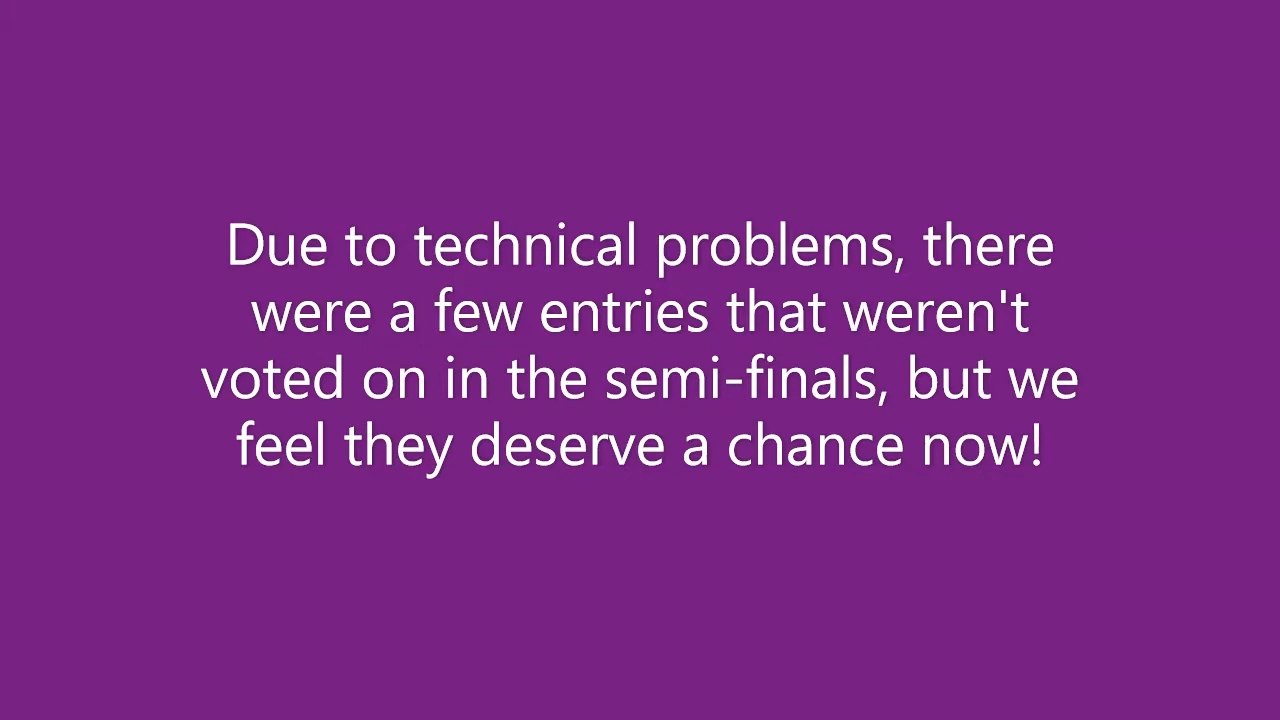 Due to technical problems, there
were a few entries that weren't
voted on in the semi-finals, but we
feel they deserve a chance now!